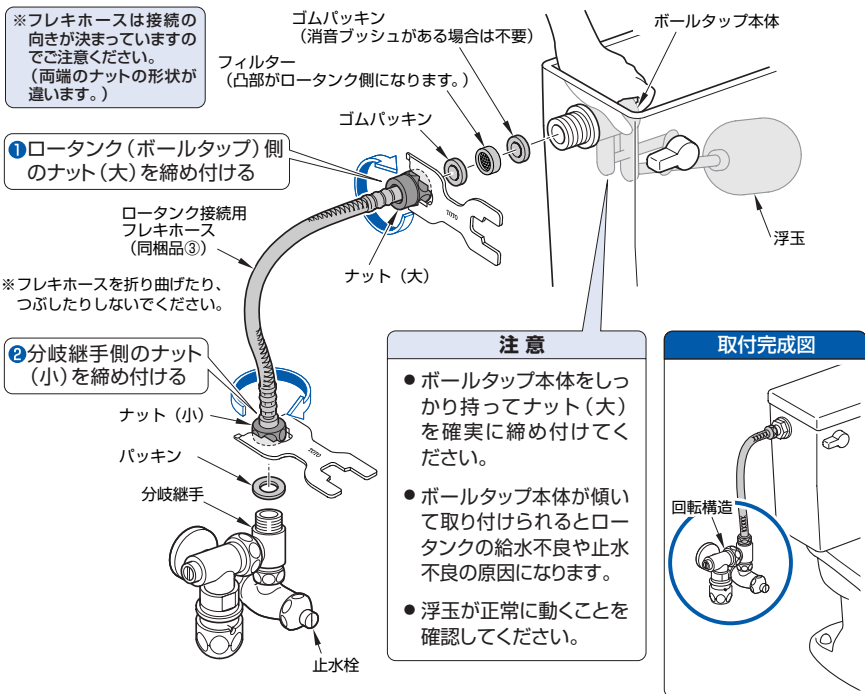 ※フレキホースは接続の
向きが決まっていますの
でご注意ください。
(両端のナットの形状が
違います。)
ゴムパッキン
(消音ブッシュがある場合は不要)
ボールタップ本体
フィルター
(凸部がロータンク側になります。)
ゴムパッキン
❶ロータンク(ボールタップ)側
のナット(大)を締め付ける
ロータンク接続用
フレキホース
(同梱品③)
TOTO
ナット(大)
浮玉
※フレキホースを折り曲げたり、
つぶしたりしないでください。
❷分岐継手側のナット
(小)を締め付ける
ナット(小)
TOTO
パッキン
分岐継手
止水栓
注意
●ボールタップ本体をしっ
かり持ってナット(大)
を確実に締め付けてく
ださい。
●ボールタップ本体が傾い
て取り付けられるとロー
タンクの給水不良や止水
不良の原因になります。
●浮玉が正常に動くことを
確認してください。
取付完成図
回転構造